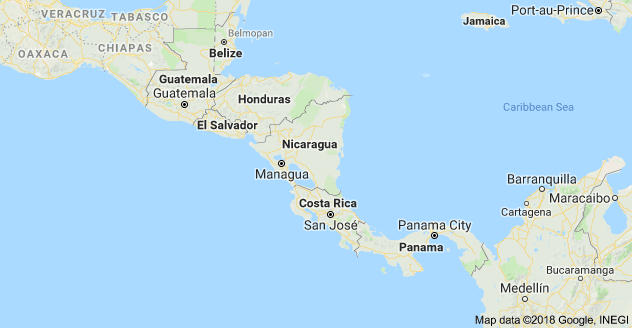 Port-au-Prince
VERACRUZ
TABASCO
Jamaica
Belmopan
OAXACA
CHIAPAS
Belize
Guatemala
Guatemala
Honduras
Caribbean Sea
El Salvador
Nicaragua
Managua
Barranquilla
Maracaibo
Costa Rica
Cartagena
San José
Panama City
Panama
Bucaramanga
Medellín
Map data ©2018 Google, INEGI